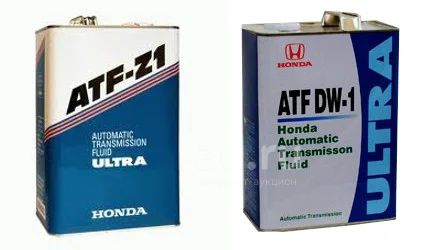 ATF-Z1
AUTOMATIC
TRANSMISSION
FLUID
ULTRA
HONDA
HONDA
ATF DW-1
Honda
Automatic
Transmisson
Fluid
ULTRA
Automatic Transmission